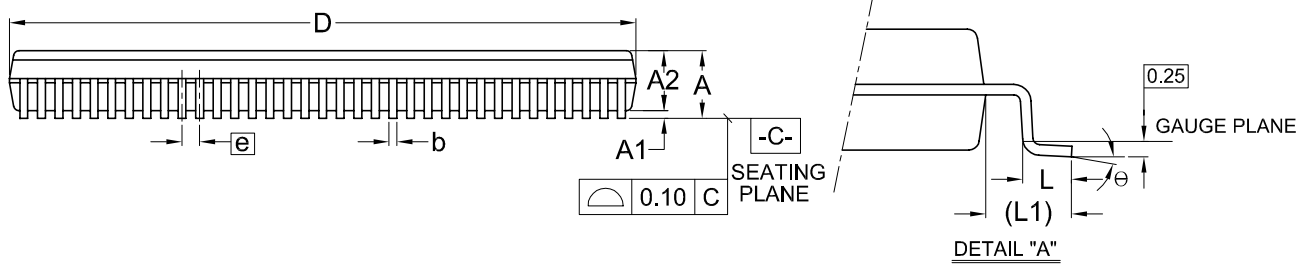 D
A2
A
e
b
A1
-C-
SEATING
PLANE
0.10 C
0.25
GAUGE PLANE
L
θ
(L1)
DETAIL "A"